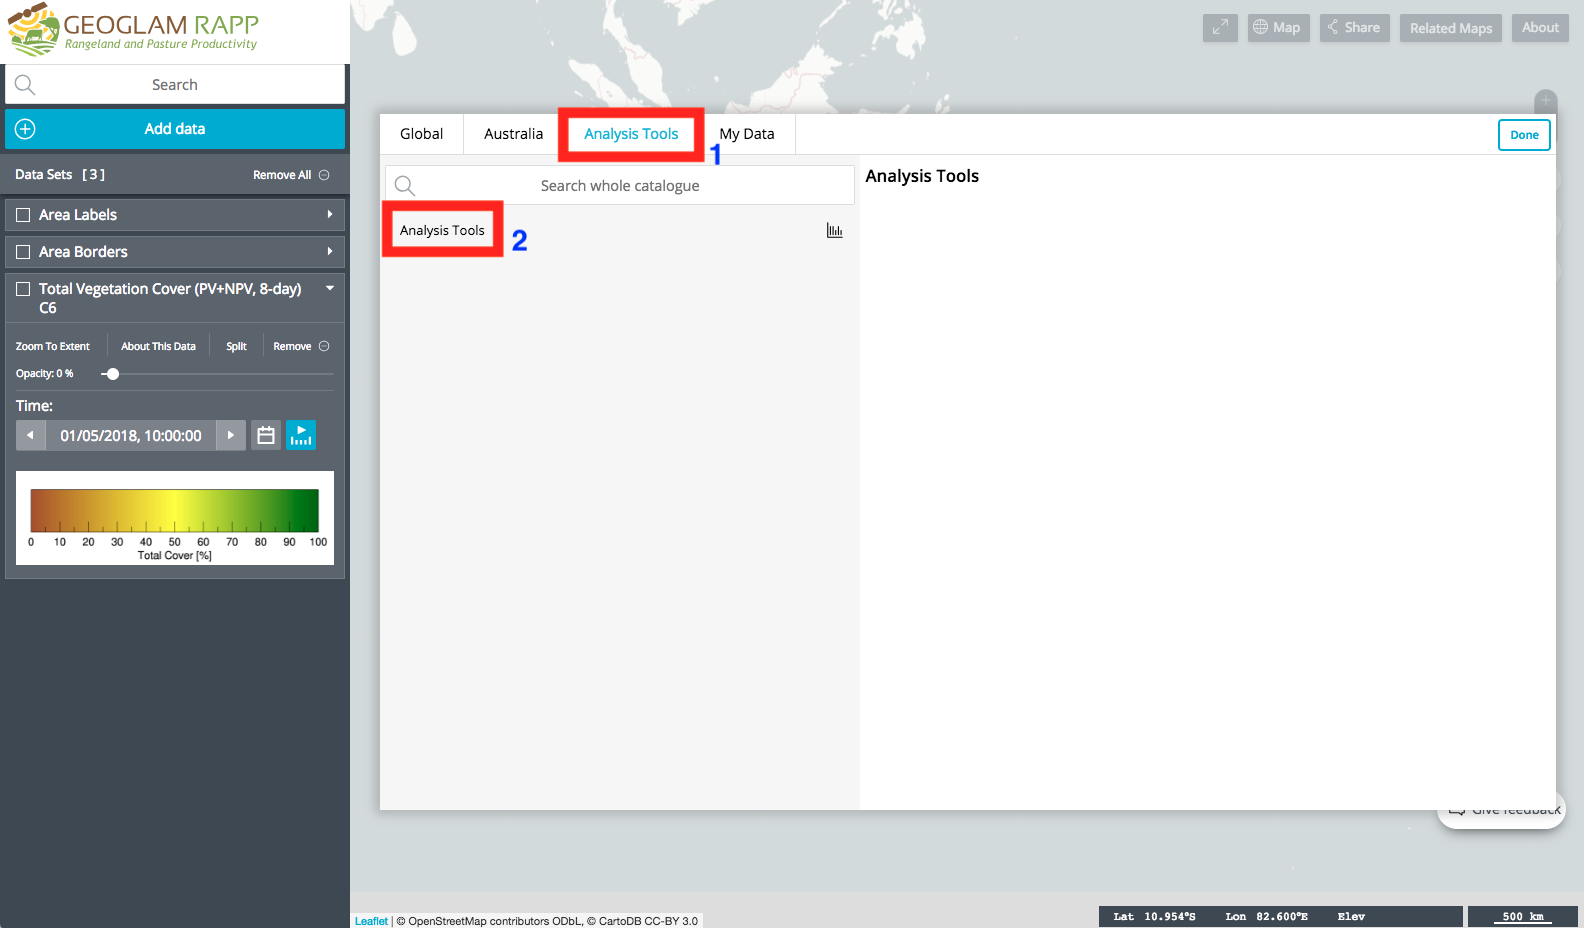 GEOGLAM RAPP
Rangeland and Pasture Productivity
Search
Add data
Data Sets [3]
Remove All
Area Labels
Area Borders
Total Vegetation Cover (PV+NPV, 8-day)
C6
Zoom To Extent
About This Data
Split
Remove
Opacity: 0 %
Time:
01/05/2018, 10:00:00
0 10 20 30 40 50 60 70 80 90 100
Total Cover [%]
Map
Share
Related Maps
About
Global
Australia
Analysis Tools
1
My Data
Done
Search whole catalogue
Analysis Tools
2
Analysis Tools
Give feedback
Leaflet | © OpenStreetMap contributors ODbL, © CartoDB CC-BY 3.0
Lat 10.954°S Lon 82.600°E Elev
500 km